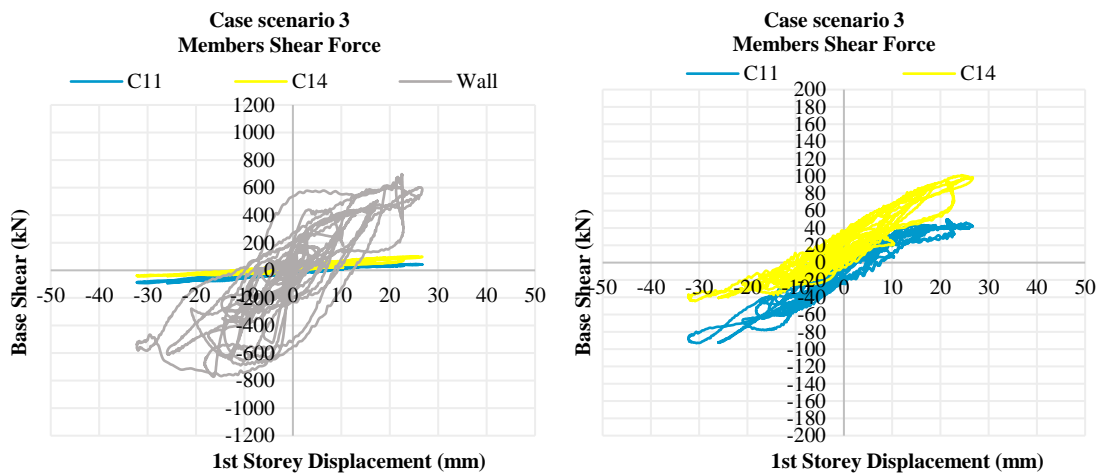 Case scenario 3
Members Shear Force
C11 C14 Wall
1200
1000
800
600
400
200
0
-200
-400
-600
-800
-1000
-1200
-50 -40 -30 -20 -10 0 10 20 30 40 50
Base Shear (kN)
1st Storey Displacement (mm)
Case scenario 3
Members Shear Force
C11 C14
200
180
160
140
120
100
80
60
40
20
0
-20
-40
-60
-80
-100
-120
-140
-160
-180
-200
-50 -40 -30 -20 -10 0 10 20 30 40 50
Base Shear (kN)
1st Storey Displacement (mm)